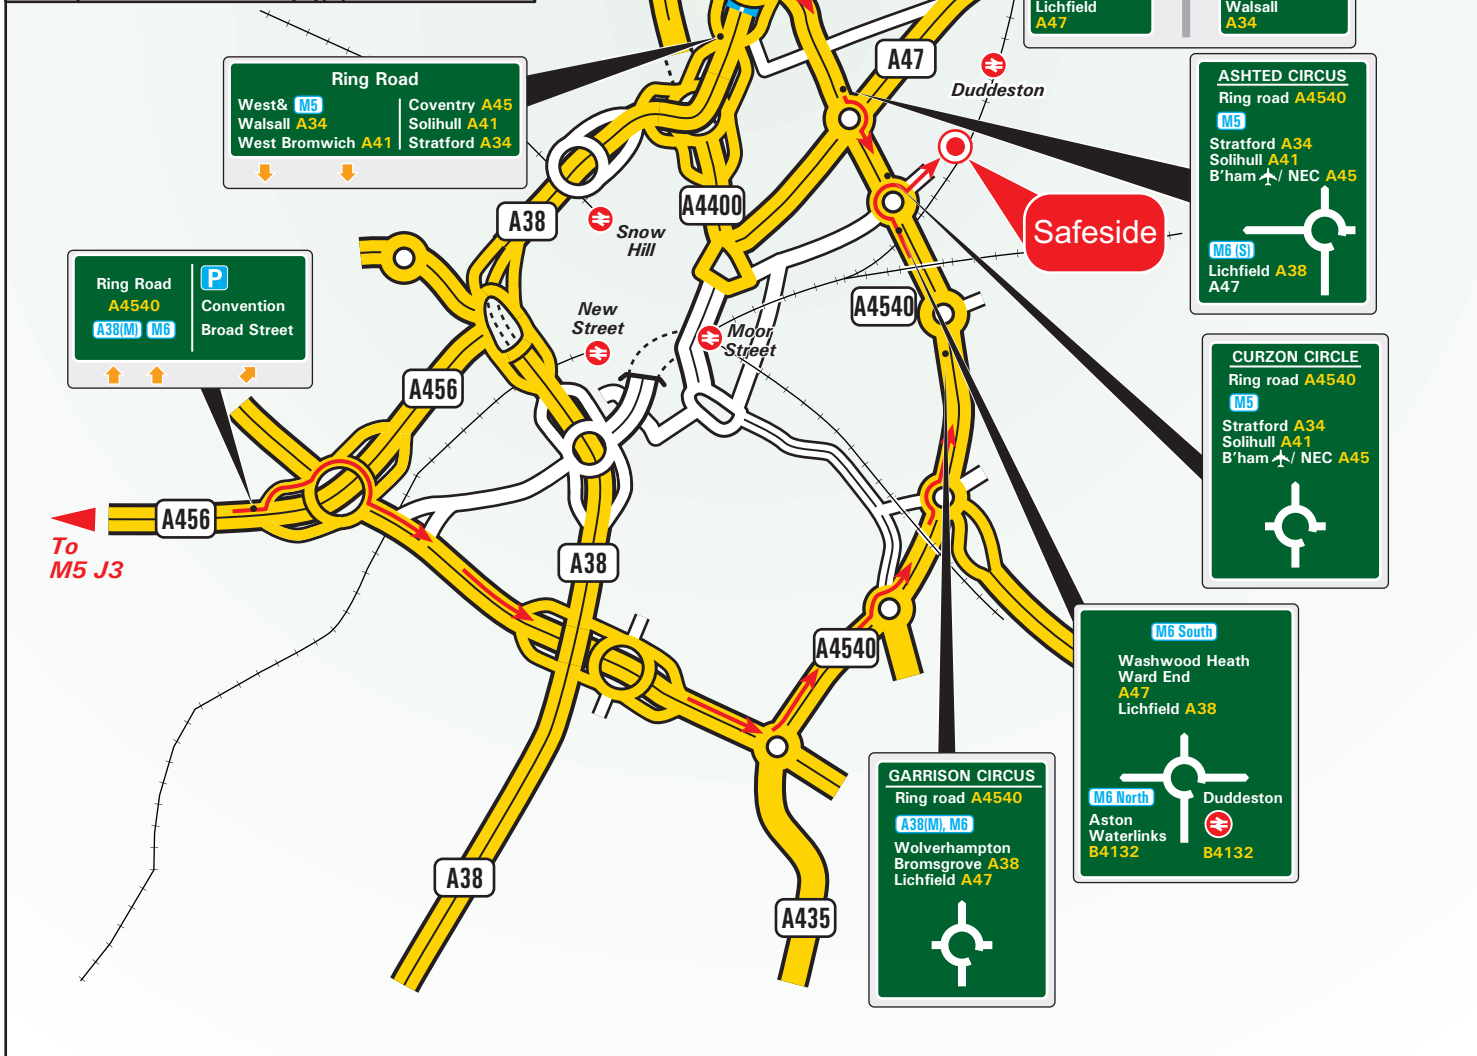 Lichfield
A47
Walsall
A34
A47
Duddeston
Ring Road
West& M5
Walsall A34
West Bromwich A41
Coventry A45
Solihull A41
Stratford A34
ASHTED CIRCUS
Ring road A4540
M5
Stratford A34
Solihull A41
B'ham / NEC A45
M6 (S)
Lichfield A38
A47
A38
A4400
Snow
Hill
Safeside
Ring Road
A4540
A38(M) M6
P
Convention
Broad Street
New
Street
Moor
Street
A4540
A456
CURZON CIRCLE
Ring road A4540
M5
Stratford A34
Solihull A41
B'ham / NEC A45
A456
To
M5 J3
A38
A4540
M6 South
Washwood Heath
Ward End
A47
Lichfield A38
M6 North
Aston
Waterlinks
B4132
Duddeston
B4132
GARRISON CIRCUS
Ring road A4540
A38(M), M6
Wolverhampton
Bromsgrove A38
Lichfield A47
A38
A435